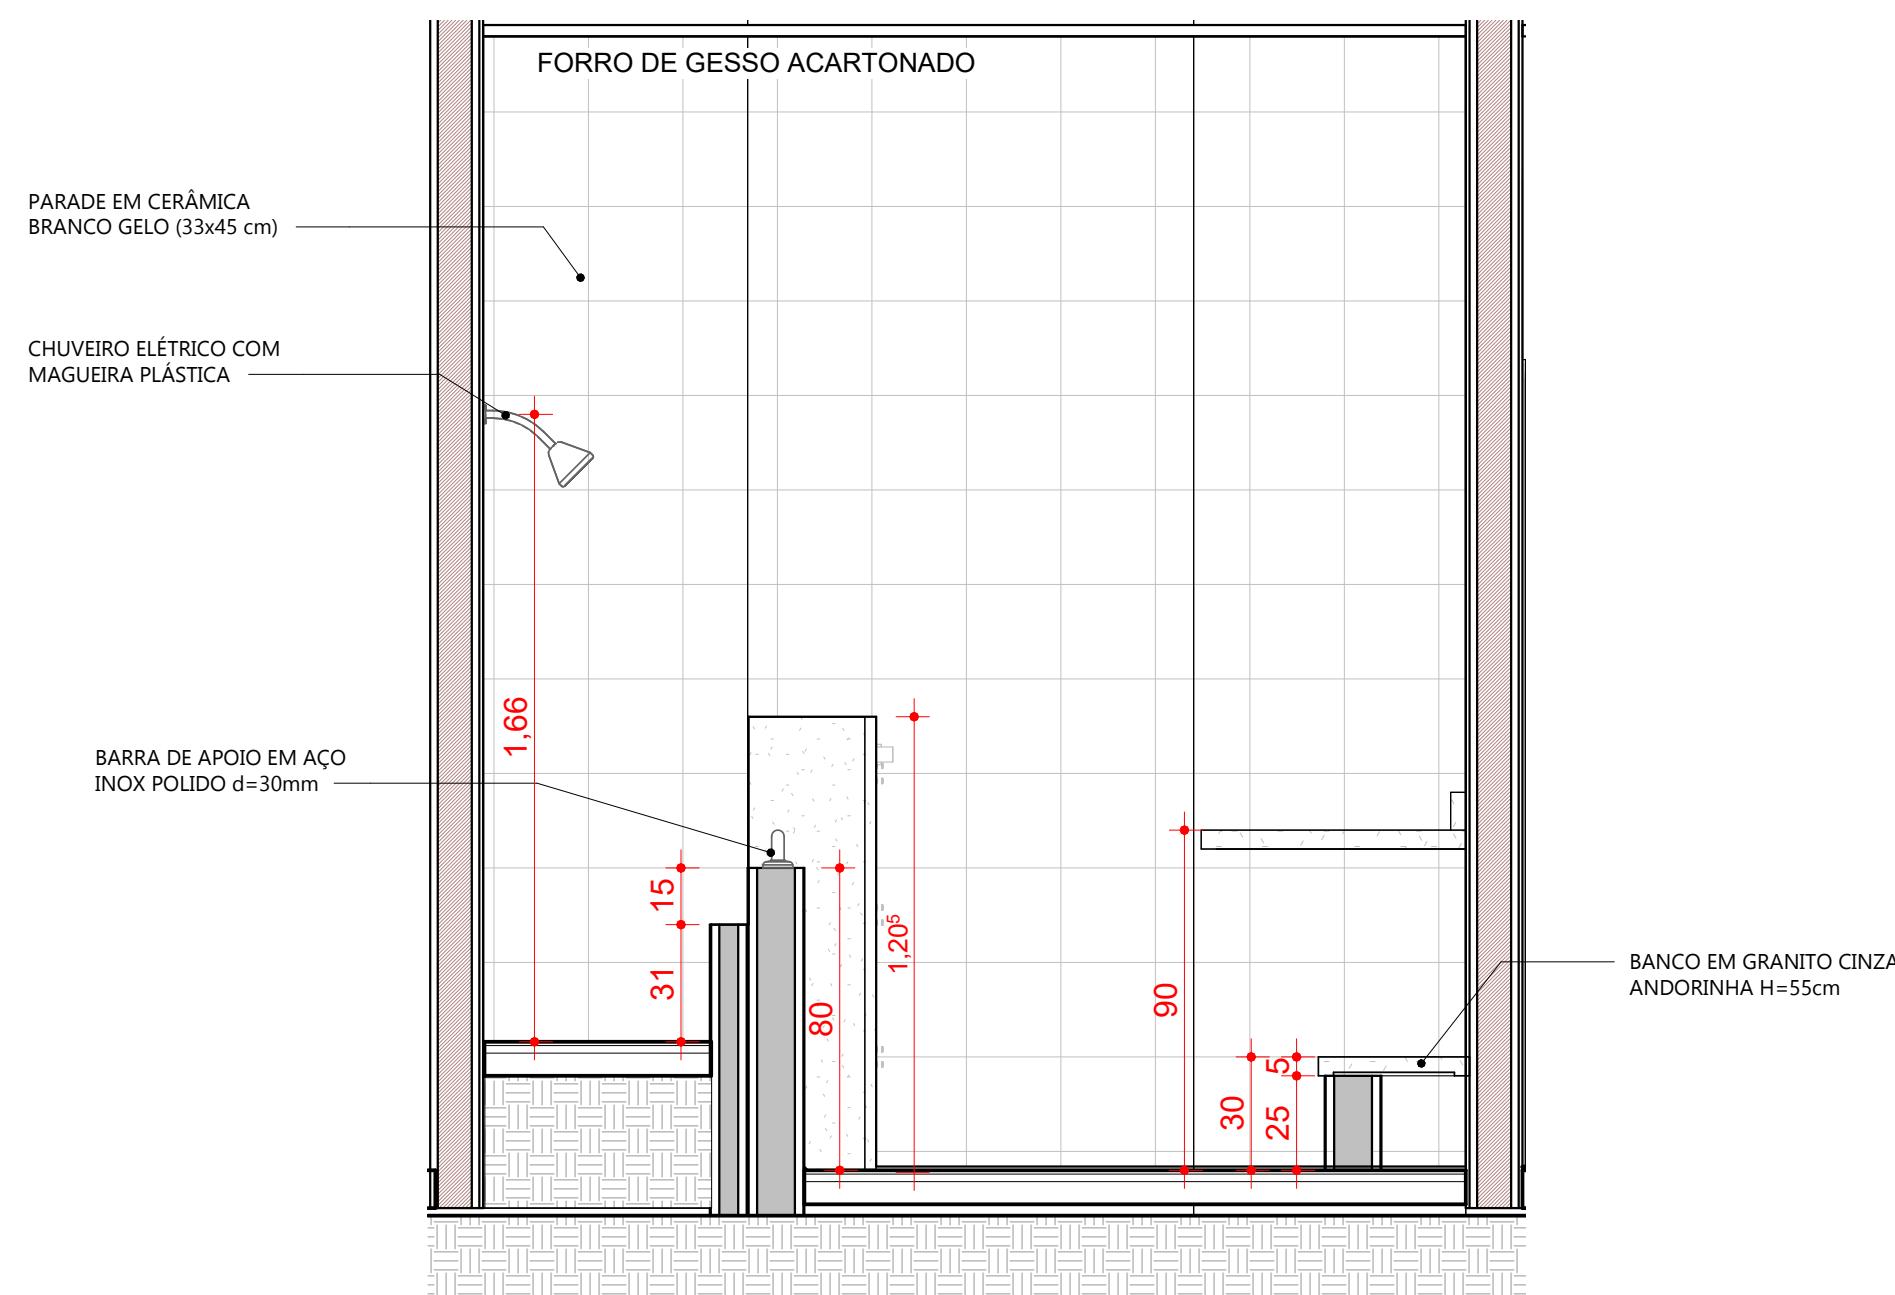 FORRO DE GESSO ACARTONADO
PARADE EM CERÂMICA
BRANCO GELO (33x45 cm)
CHUVEIRO ELÉTRICO COM
MAGUEIRA PLÁSTICA
1,66
BARRA DE APOIO EM AÇO
INOX POLIDO d=30mm
15
31
80
1,20⁵
90
BANCO EM GRANITO CINZA
ANDORINHA H=55cm
30
5
25